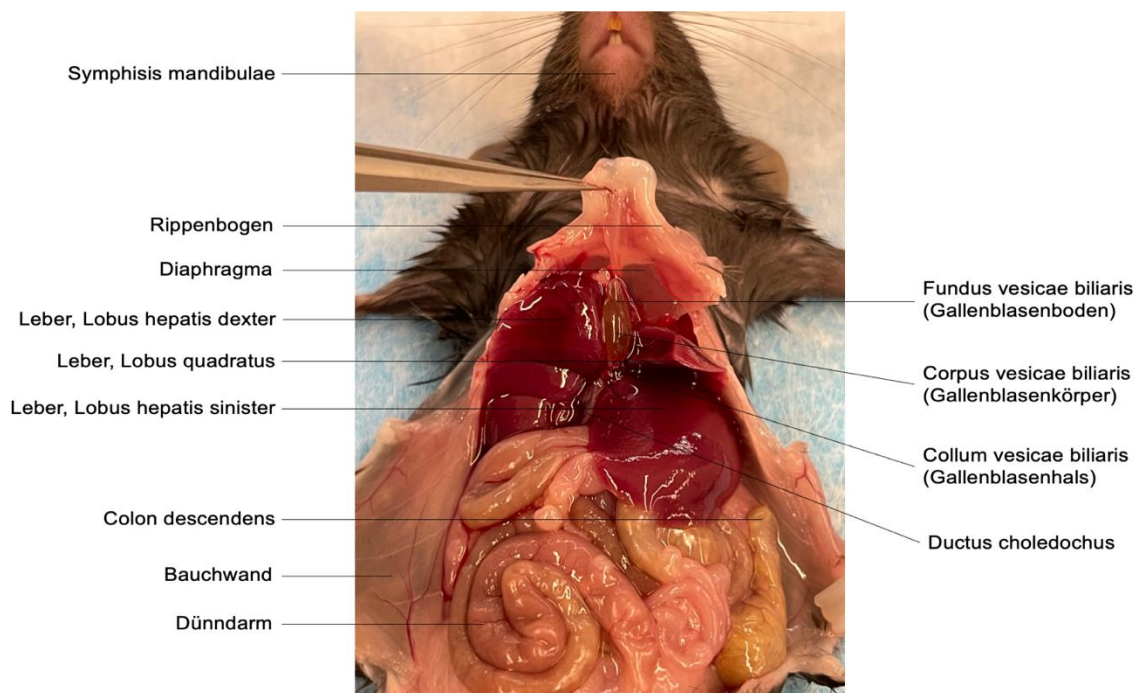 Symphisis mandibulae
Rippenbogen
Diaphragma
Leber, Lobus hepatis dexter
Leber, Lobus quadratus
Leber, Lobus hepatis sinister
Colon descendens
Bauchwand
Dünndarm
Fundus vesicae biliaris
(Gallenblasenboden)
Corpus vesicae biliaris
(Gallenblasenkörper)
Collum vesicae biliaris
(Gallenblasenhals)
Ductus choledochus